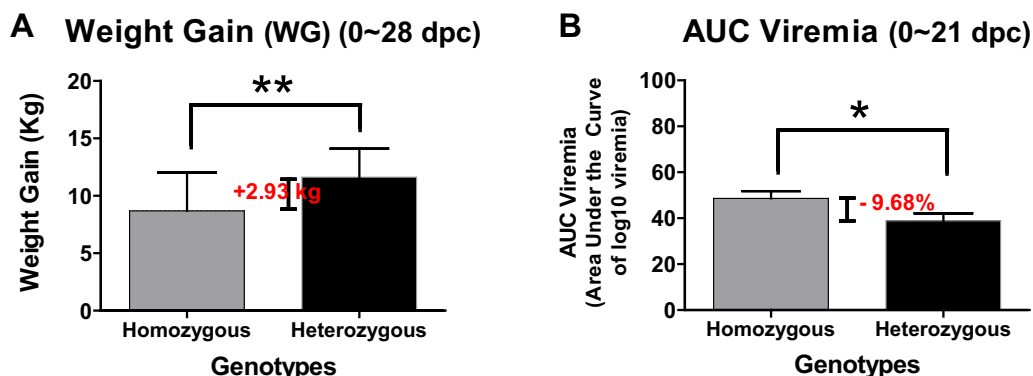 A Weight Gain (WG) (0~28 dpc)
Weight Gain (Kg)
20
15
10
5
0
**
+2.93 kg
Homozygous Heterozygous
Genotypes
B AUC Viremia (0~21 dpc)
AUC Viremia
(Area Under the Curve
of log10 viremia)
100
80
60
40
20
0
*
- 9.68%
Homozygous Heterozygous
Genotypes